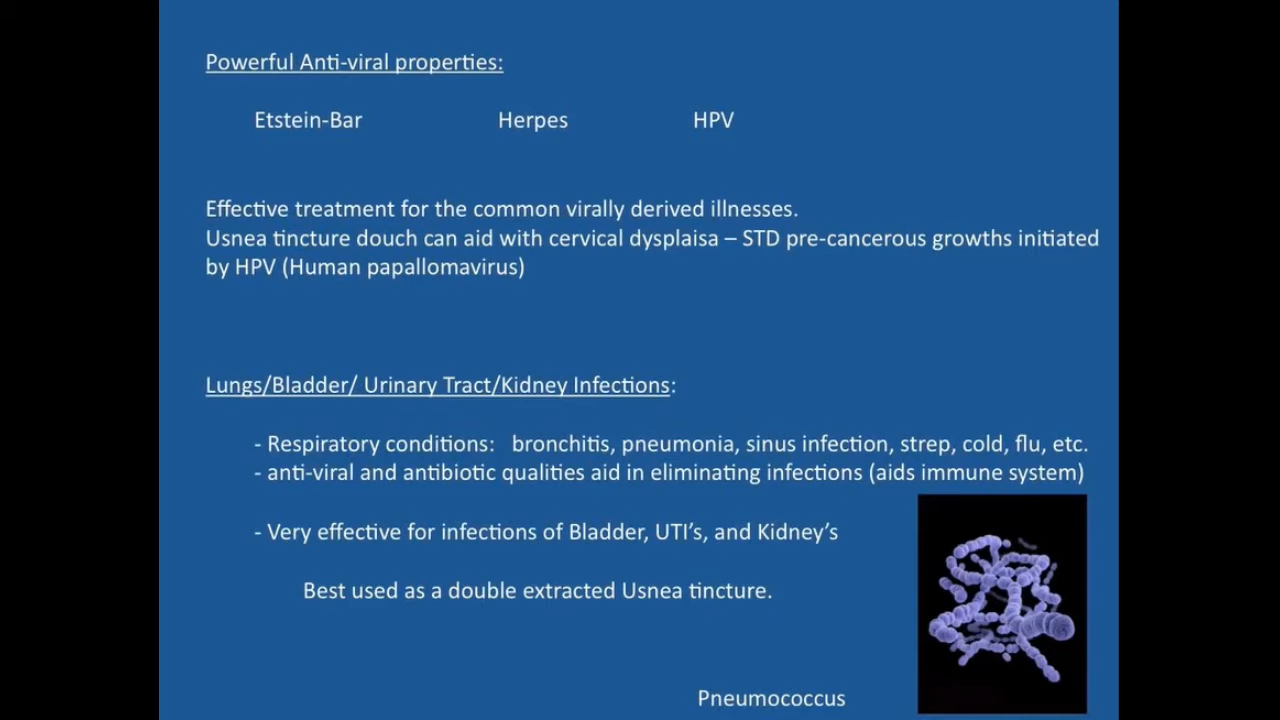 Powerful Anti-viral properties:
Etstein-Bar Herpes HPV
Effective treatment for the common virally derived illnesses.
Usnea tincture douch can aid with cervical dysplaisa – STD pre-cancerous growths initiated
by HPV (Human papallomavirus)
Lungs/Bladder/ Urinary Tract/Kidney Infections:
- Respiratory conditions: bronchitis, pneumonia, sinus infection, strep, cold, flu, etc.
- anti-viral and antibiotic qualities aid in eliminating infections (aids immune system)
- Very effective for infections of Bladder, UTI’s, and Kidney’s
Best used as a double extracted Usnea tincture.
Pneumococcus